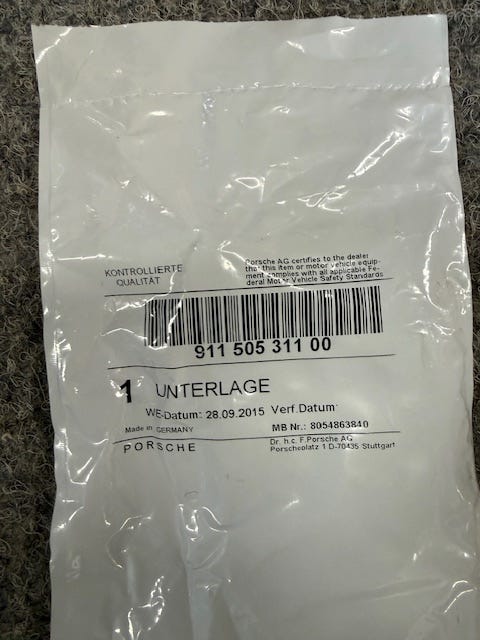 KONTROLLIERTE
QUALITÄT
Porsche AG certifies to the dealer
that this item or motor vehicle equip-
ment complies with all applicable Fe-
deral Motor Vehicle Safety Standards
911 505 311 00
1 UNTERLAGE
WE-Datum: 28.09.2015 Verf.Datum:
Made in GERMANY
MB Nr.: 8054863840
PORSCHE
Dr. h.c. F.Porsche AG
Porscheplatz 1 D-70435 Stuttgart